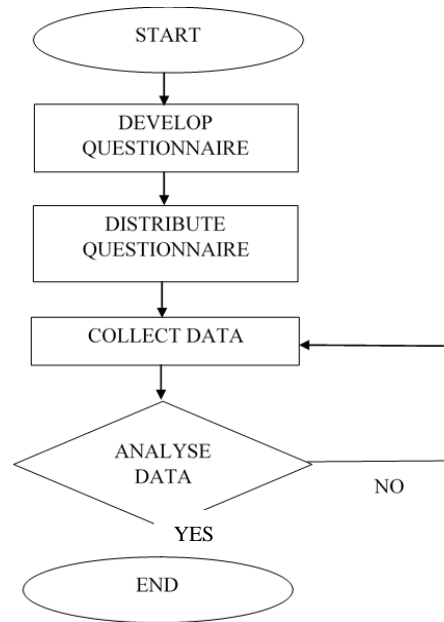 START
DEVELOP
QUESTIONNAIRE
DISTRIBUTE
QUESTIONNAIRE
COLLECT DATA
ANALYSE
DATA
NO
YES
END